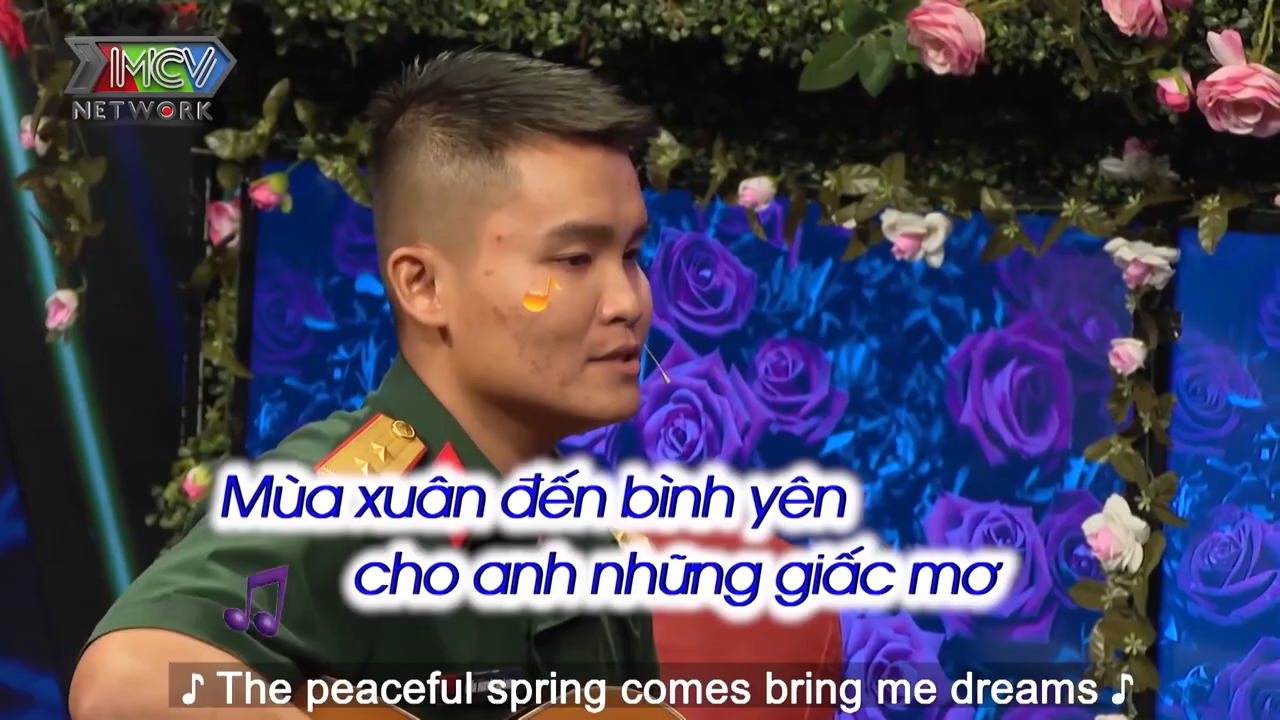 MCV
NETWORK
Mùa xuân đến bình yên
cho anh những giấc mơ
♪ The peaceful spring comes bring me dreams ♪